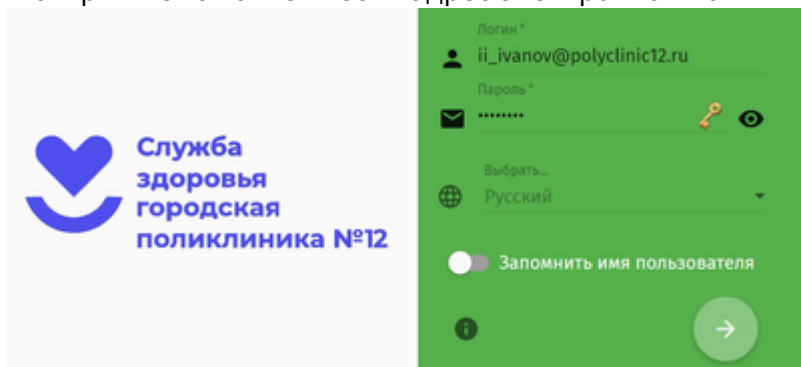 Служба
здоровья
городская
поликлиника №12
Логин *
ii_ivanov@polyclinic12.ru
Пароль *
••••••••
Выбрать...
Русский
Запомнить имя пользователя